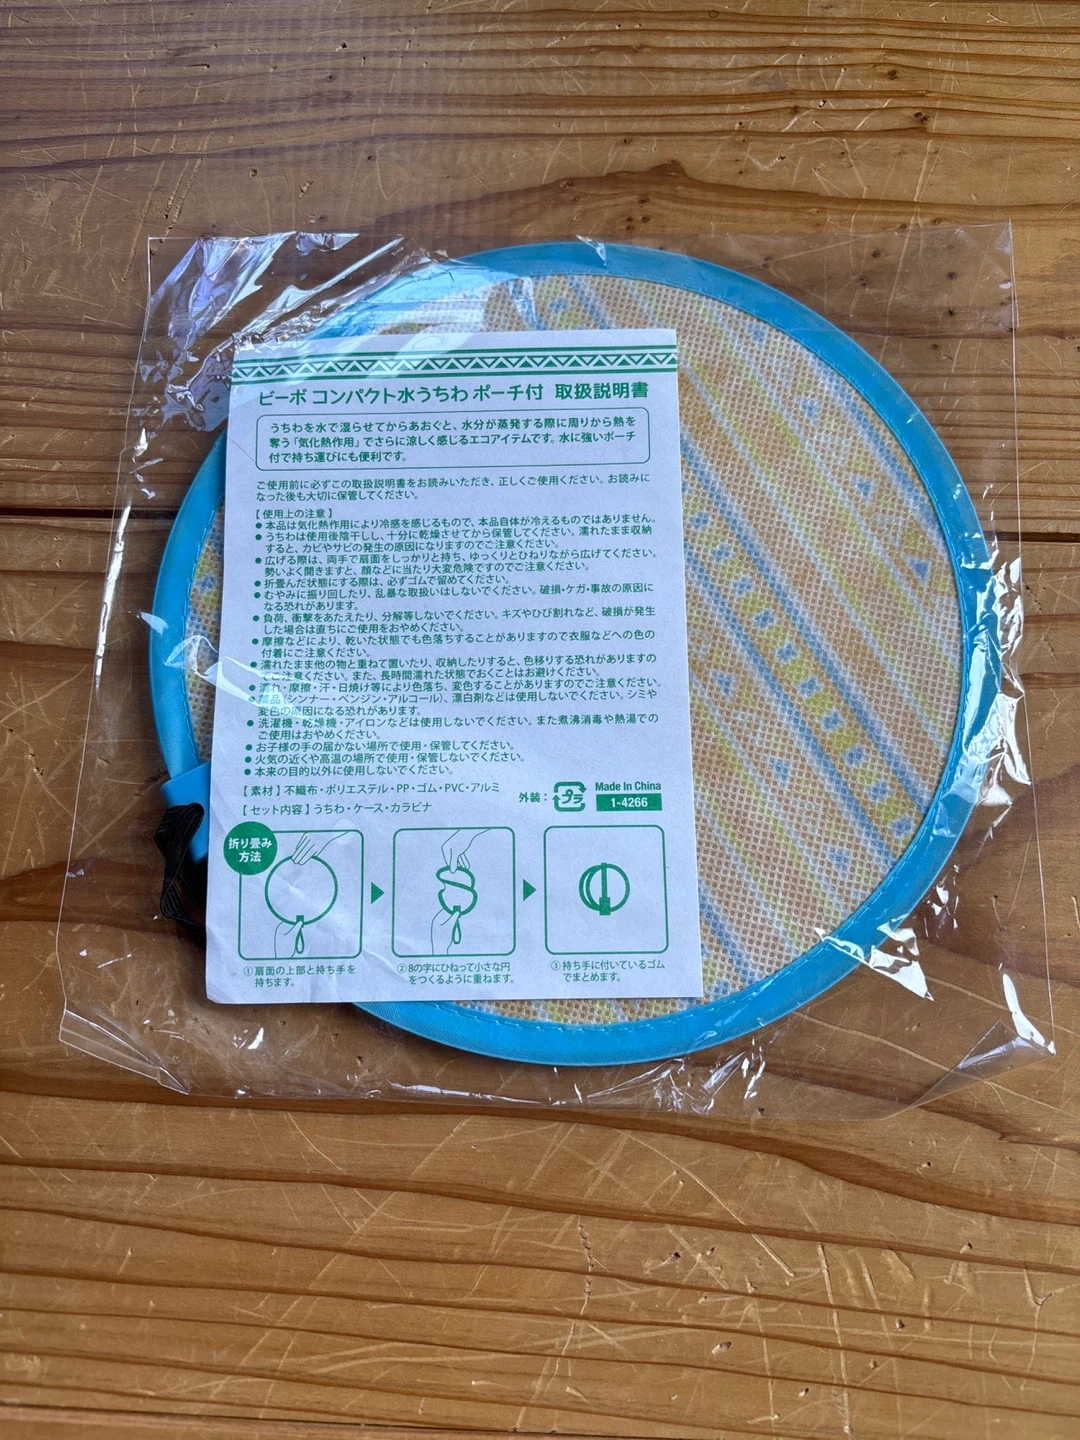 ビーボ コンパクト水うちわ ポーチ付 取扱説明書
うちわを水で湿らせてからあおぐと、水分が蒸発する際に周りから熱を
奪う「気化熱作用」でさらに涼しく感じるエコアイテムです。水に強いポーチ
付で持ち運びにも便利です。
ご使用前に必ずこの取扱説明書をお読みいただき、正しくご使用ください。お読みに
なった後も大切に保管してください。
【使用上の注意】
●本品は気化熱作用により冷感を感じるもので、本品自体が冷えるものではありません。
●うちわは使用後陰干しし、十分に乾燥させてから保管してください。濡れたまま収納
すると、カビやサビの発生の原因になりますのでご注意ください。
●広げる際は、両手で扇面をしっかりと持ち、ゆっくりとひねりながら広げてください。
勢いよく開きますと、顔などに当たり大変危険ですのでご注意ください。
●折畳んだ状態にする際は、必ずゴムで留めてください。
●むやみに振り回したり、乱暴な取扱いはしないでください。破損・ケガ・事故の原因に
なる恐れがあります。
●負荷、衝撃をあたえたり、分解等しないでください。キズやひび割れなど、破損が発生
した場合は直ちにご使用をおやめください。
●摩擦などにより、乾いた状態でも色落ちすることがありますので衣服などへの色の
付着にご注意ください。
●濡れたまま他の物と重ねて置いたり、収納したりすると、色移りする恐れがありますの
でご注意ください。また、長時間濡れた状態でおくことはお避けください。
●濡れ・摩擦・汗・日焼け等により色落ち、変色することがありますのでご注意ください。
●薬品(シンナー・ベンジン・アルコール)、漂白剤などは使用しないでください。シミや
変色の原因になる恐れがあります。
●洗濯機・乾燥機・アイロンなどは使用しないでください。また煮沸消毒や熱湯での
ご使用はおやめください。
●お子様の手の届かない場所で使用・保管してください。
●火気の近くや高温の場所で使用・保管しないでください。
●本来の目的以外に使用しないでください。
【素材】不織布・ポリエステル・PP・ゴム・PVC・アルミ
【セット内容】うちわ・ケース・カラビナ
外装：プラ
Made In China
1-4266
折り畳み
方法
①扇面の上部と持ち手を
持ちます。
②8の字にひねって小さな円
をつくるように重ねます。
③持ち手に付いているゴム
でまとめます。